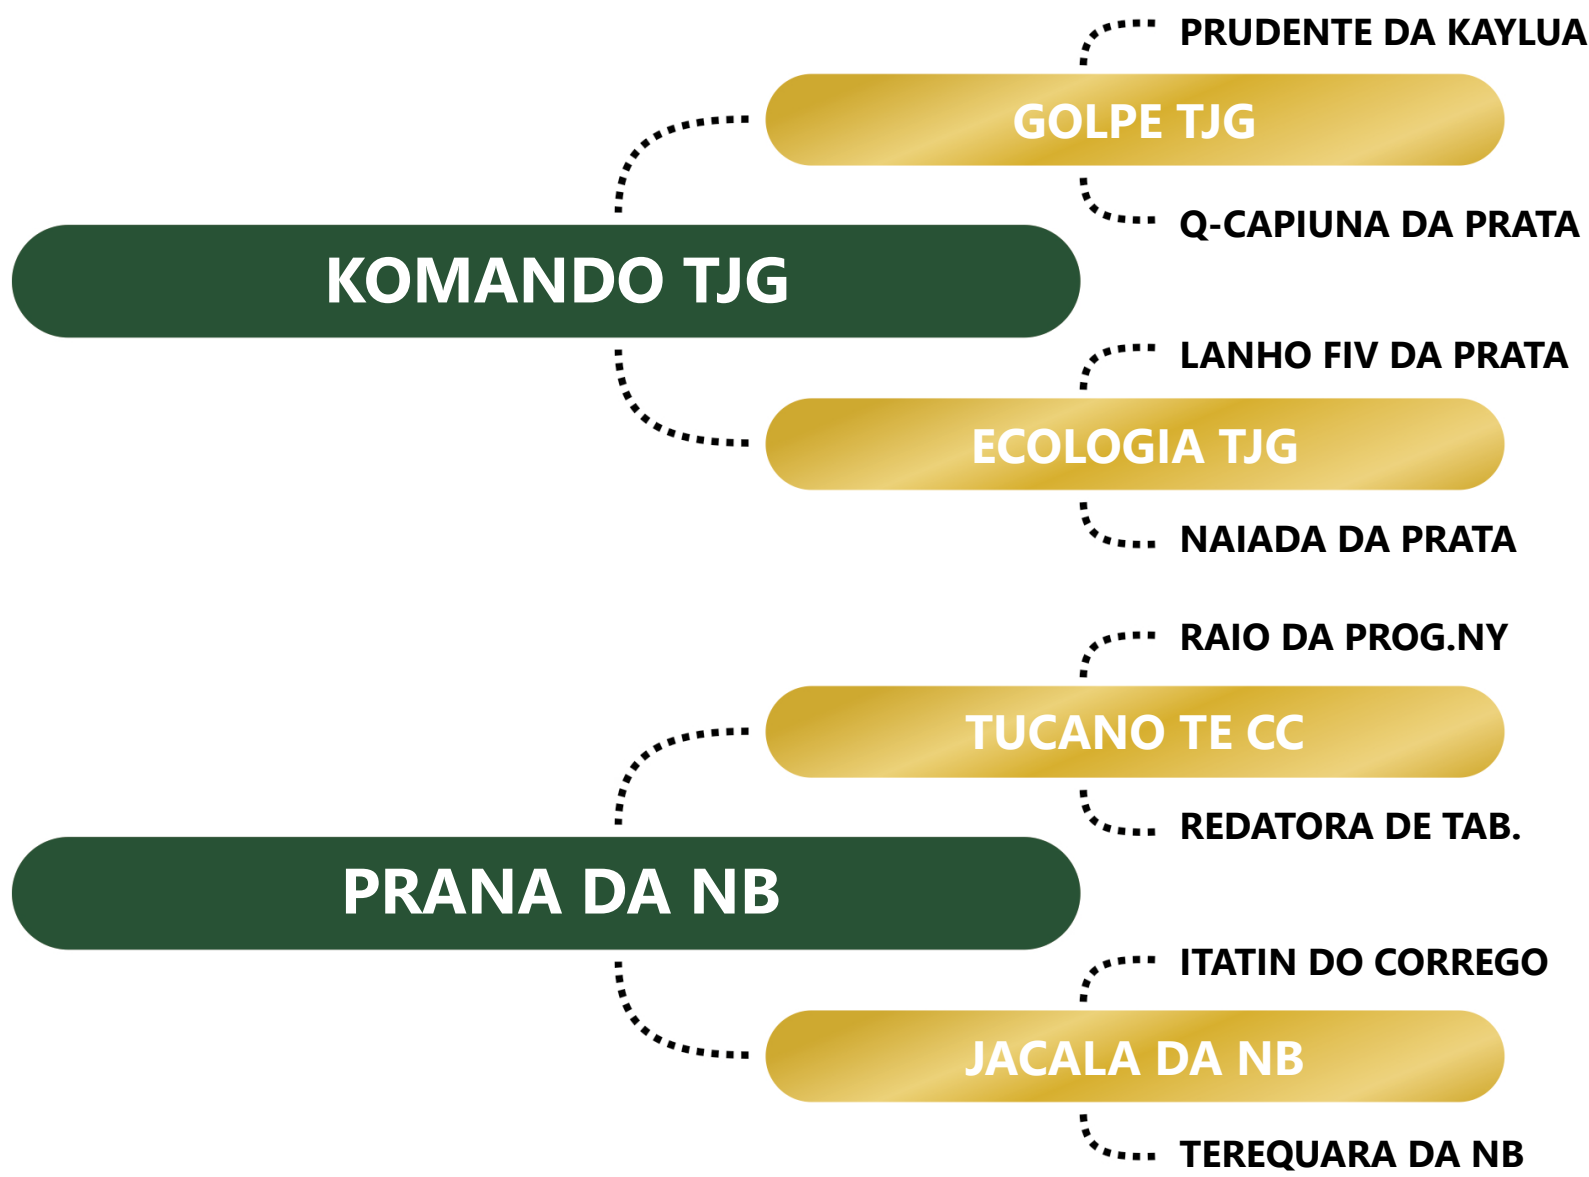 PRUDENTE DA KAYLUA
GOLPE TJG
Q-CAPIUNA DA PRATA
KOMANDO TJG
LANHO FIV DA PRATA
ECOLOGIA TJG
NAIADA DA PRATA
RAIO DA PROG.NY
TUCANO TE CC
REDATORA DE TAB.
PRANA DA NB
ITATIN DO CORREGO
JACALA DA NB
TEREQUARA DA NB